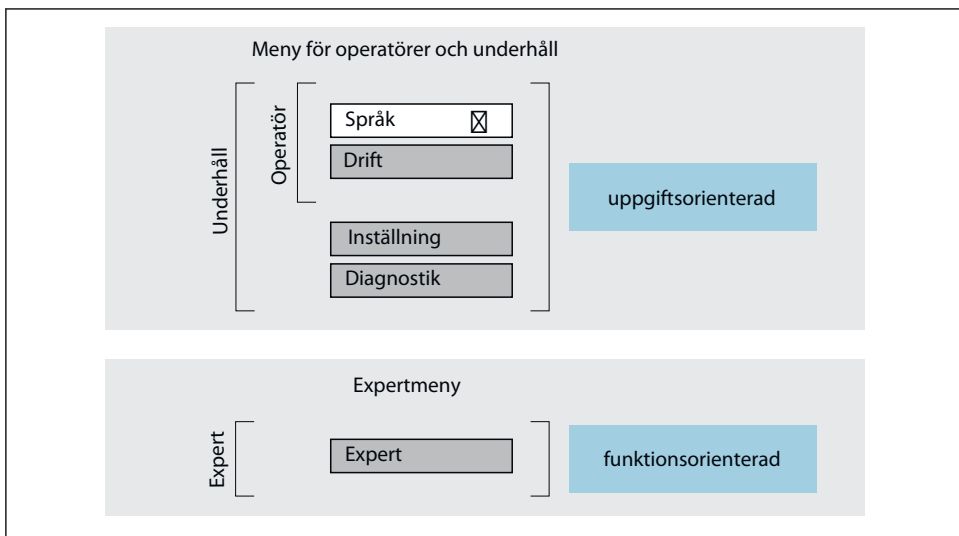 Meny för operatörer och underhåll
Underhåll
Operatör
Språk
Drift
Inställning
Diagnostik
uppgiftsorienterad
Expertmeny
Expert
Expert
funktionsorienterad